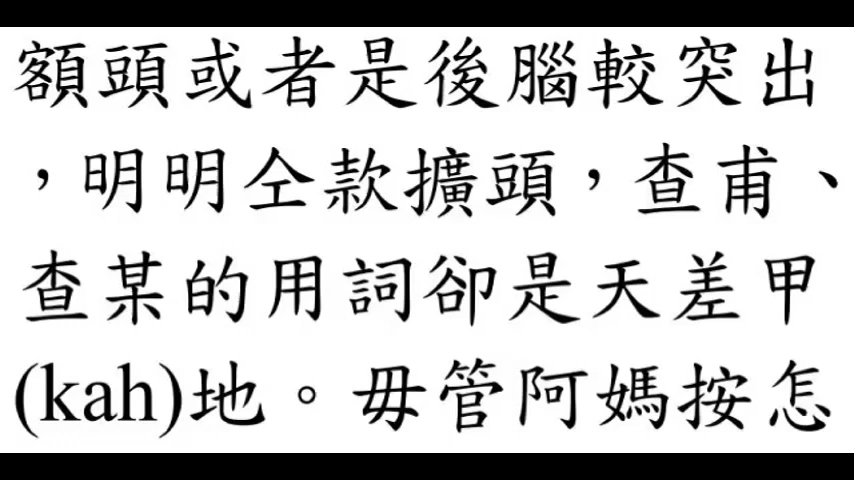 額頭或者是後腦較突出
，明明仝款擴頭，查甫、
查某的用詞卻是天差甲
(kah)地。毋管阿媽按怎